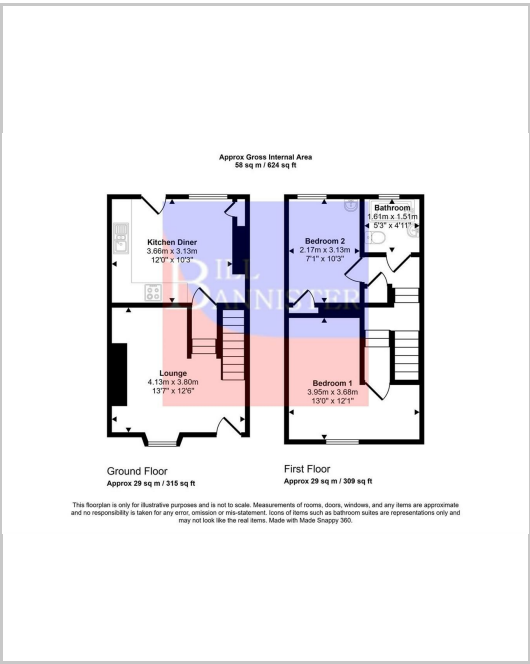 Approx Gross Internal Area
58 sq m / 624 sq ft
Kitchen Diner
3.66m x 3.13m
12'0" x 10'3"
Bedroom 2
2.17m x 3.13m
7'1" x 10'3"
Bathroom
1.61m x 1.51m
5'3" x 4'11"
BILL
BANNISTER
Lounge
4.13m x 3.80m
13'7" x 12'6"
Bedroom 1
3.95m x 3.68m
13'0" x 12'1"
Ground Floor
Approx 29 sq m / 315 sq ft
First Floor
Approx 29 sq m / 309 sq ft
This floorplan is only for illustrative purposes and is not to scale. Measurements of rooms, doors, windows, and any items are approximate
and no responsibility is taken for any error, omission or mis-statement. Icons of items such as bathroom suites are representations only and
may not look like the real items. Made with Made Snappy 360.